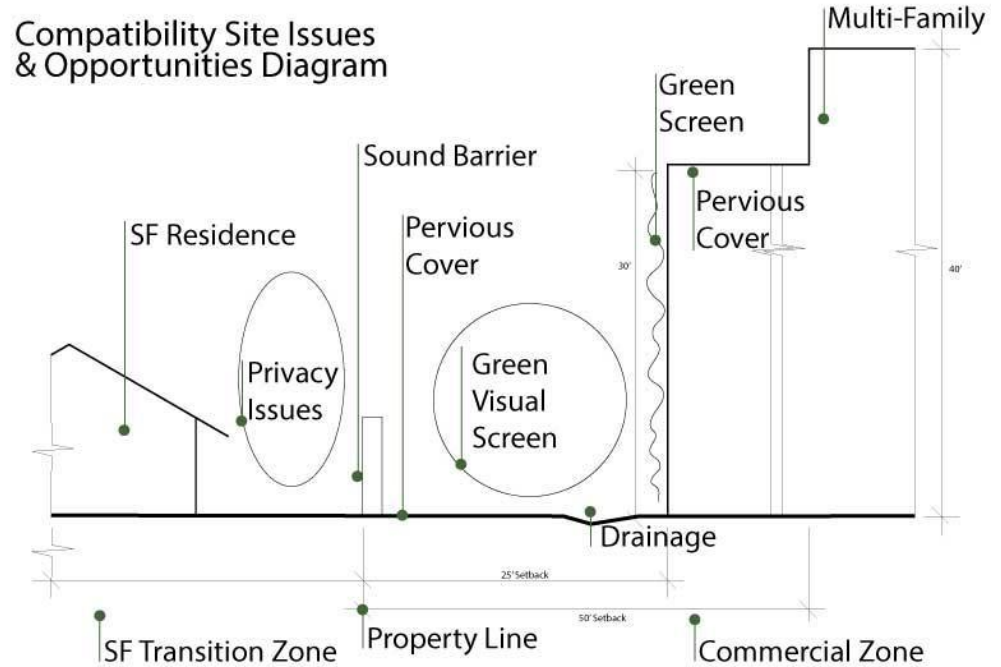 Compatibility Site Issues
& Opportunities Diagram
Multi-Family
Green
Screen
Sound Barrier
Pervious
Cover
SF Residence
Pervious
Cover
30'
40'
Privacy
Issues
Green
Visual
Screen
Drainage
25' Setback
50' Setback
Property Line
SF Transition Zone
Commercial Zone